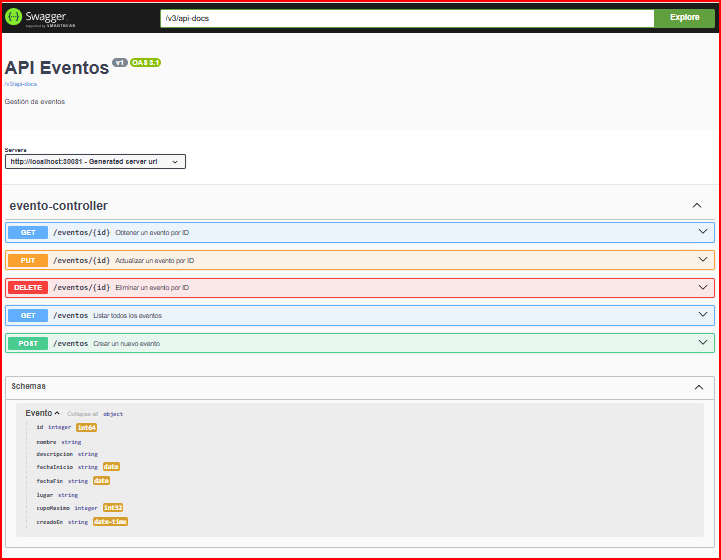 Swagger
Supported by SMARTBEAR
/v3/api-docs
Explore
API Eventos v1 OAS 3.1
/v3/api-docs
Gestión de eventos
Servers
http://localhost:30081 - Generated server url
evento-controller
GET /eventos/{id} Obtener un evento por ID
PUT /eventos/{id} Actualizar un evento por ID
DELETE /eventos/{id} Eliminar un evento por ID
GET /eventos Listar todos los eventos
POST /eventos Crear un nuevo evento
Schemas
Evento Collapse all object
id integer int64
nombre string
descripcion string
fechaInicio string date
fechaFin string date
lugar string
cupoMaximo integer int32
creadoEn string date-time